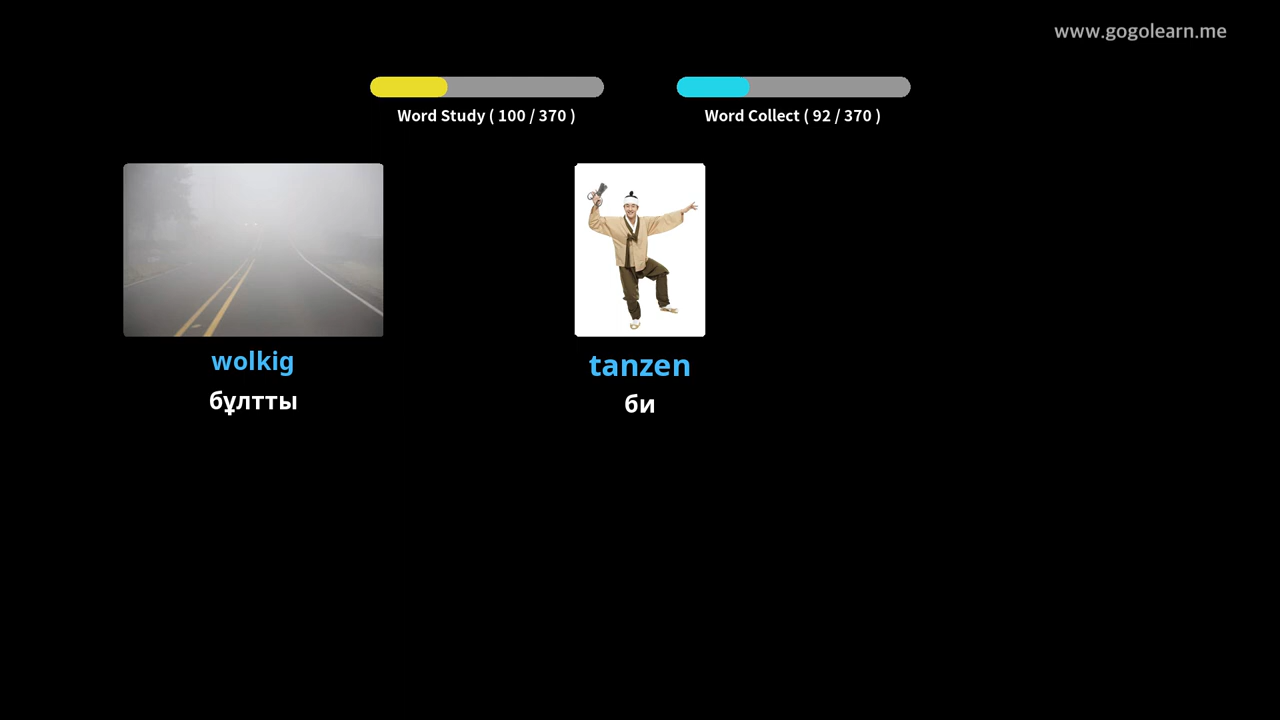 www.gogolearn.me
Word Study ( 100 / 370 )
Word Collect ( 92 / 370 )
wolkig
бұлтты
tanzen
би